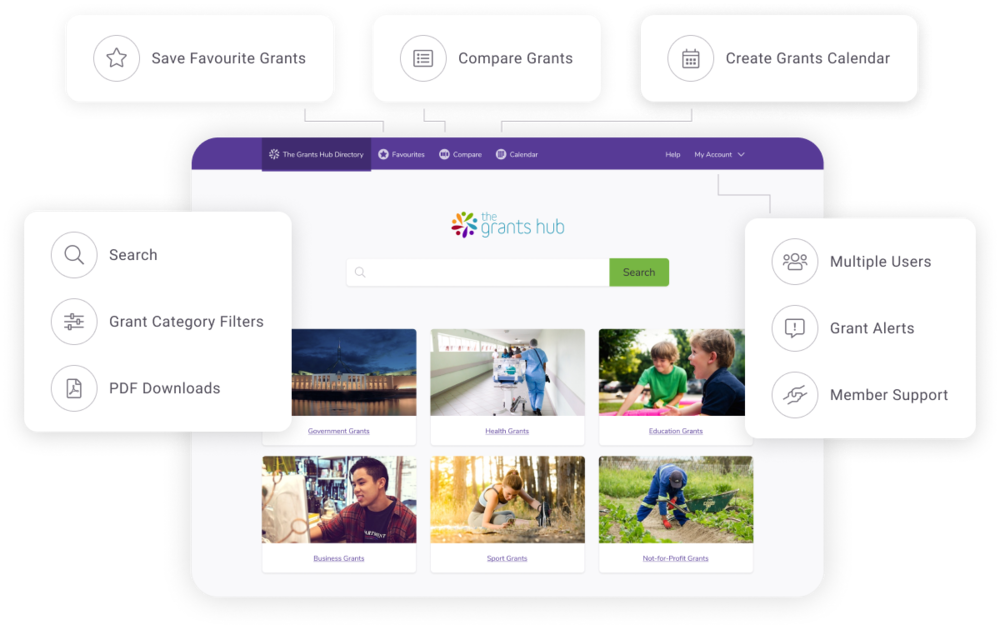 Save Favourite Grants
Compare Grants
Create Grants Calendar
The Grants Hub Directory
Favourites
Compare
Calendar
Help
My Account
the
grants hub
Search
Search
Grant Category Filters
PDF Downloads
Multiple Users
Grant Alerts
Member Support
Government Grants
Health Grants
Education Grants
Business Grants
Sport Grants
Not-for-Profit Grants